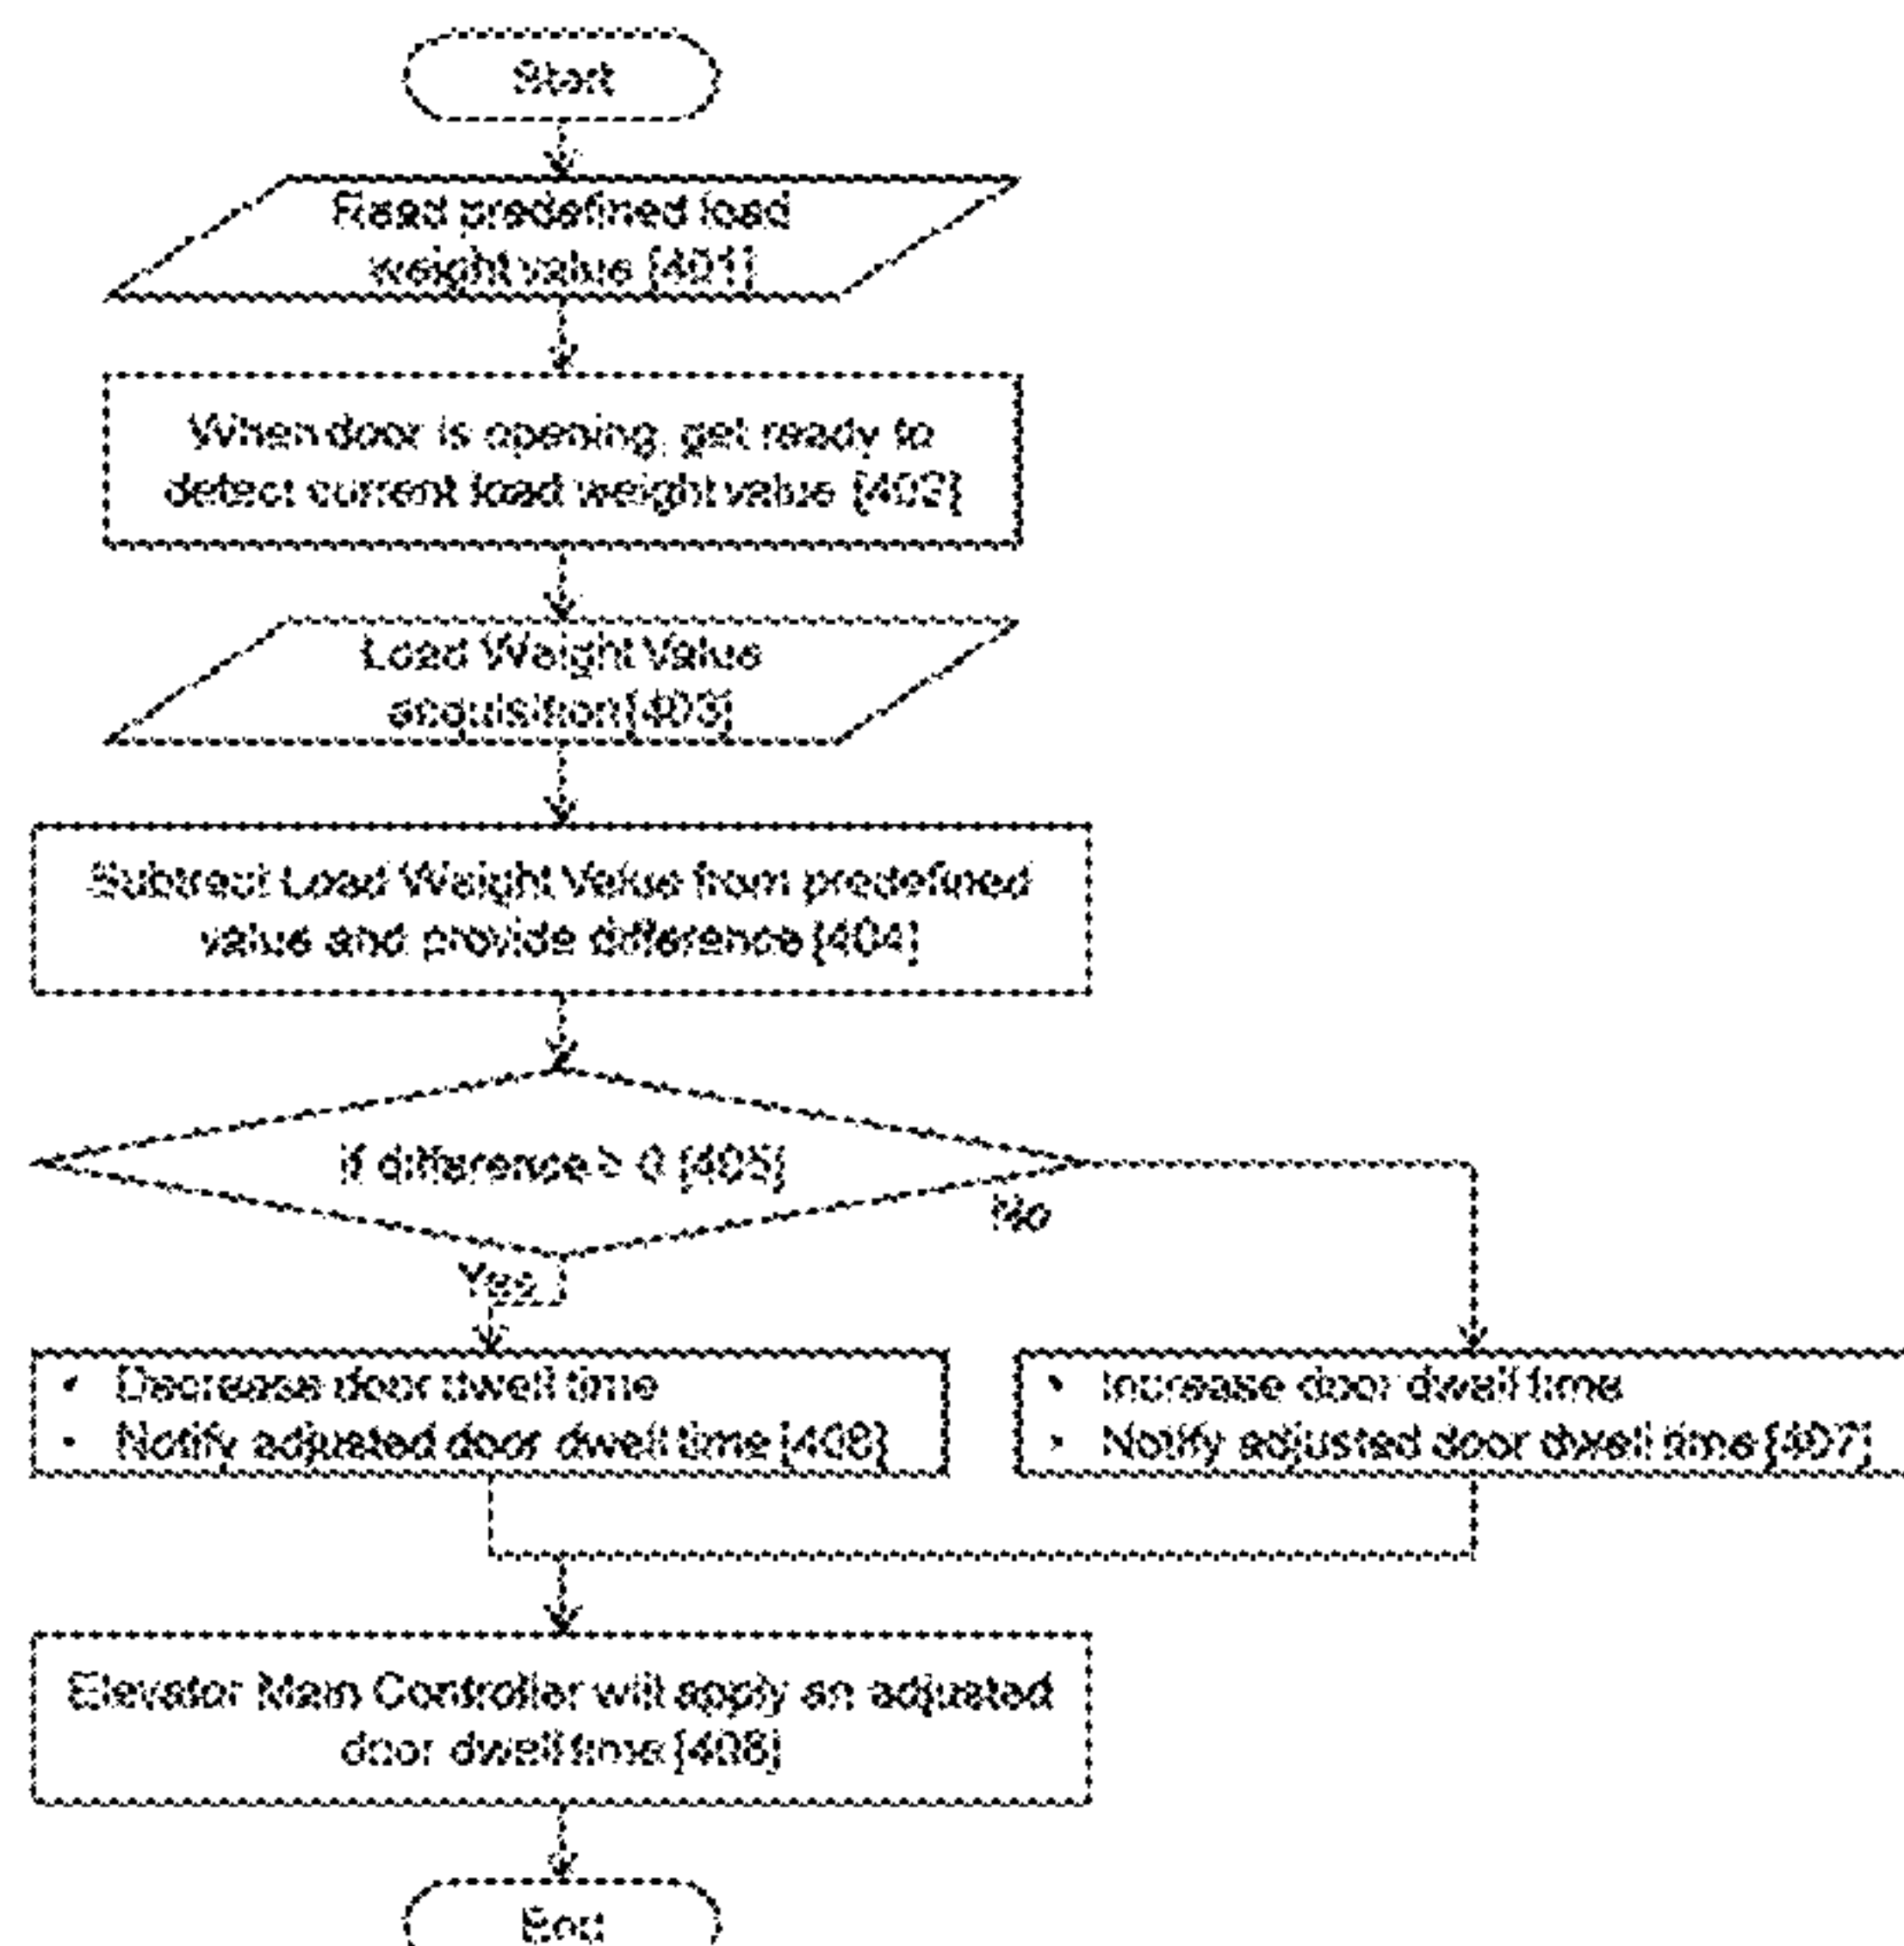 Start
Read predefined load
weight value [401]
When door is opening, get ready to
detect current load weight value [402]
Load Weight Value
acquisition [403]
Subtract Load Weight Value from predefined
value and provide difference [404]
If difference > 0 [405]
No
Yes
• Decrease door dwell time
• Notify adjusted door dwell time [406]
• Increase door dwell time
• Notify adjusted door dwell time [407]
Elevator Main Controller will apply an adjusted
door dwell time [408]
End